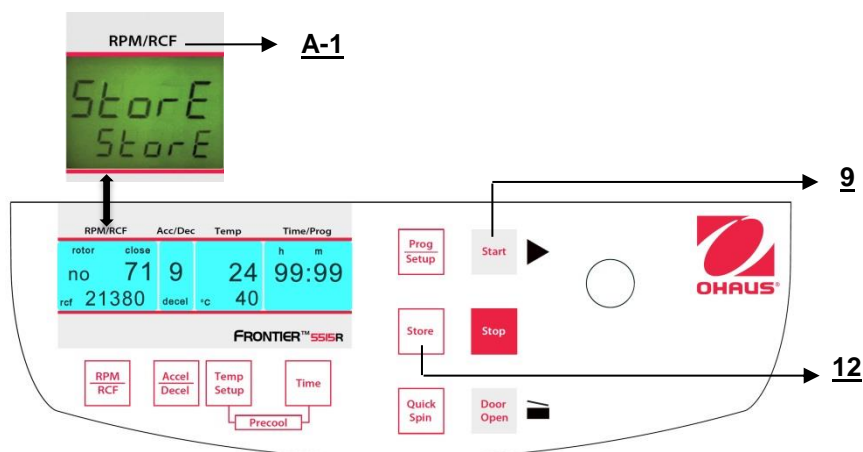 RPM/RCF
A-1
StorE
StorE
9
RPM/RCF Acc/Dec Temp Time/Prog
rotor close h m
no 71 9 24 99:99
rcf 21380 decel °C 40
FRONTIER™ 5515R
Prog
Setup
Start
OHAUS®
Store
Stop
12
RPM
RCF
Accel
Decel
Temp
Setup
Time
Precool
Quick
Spin
Door
Open